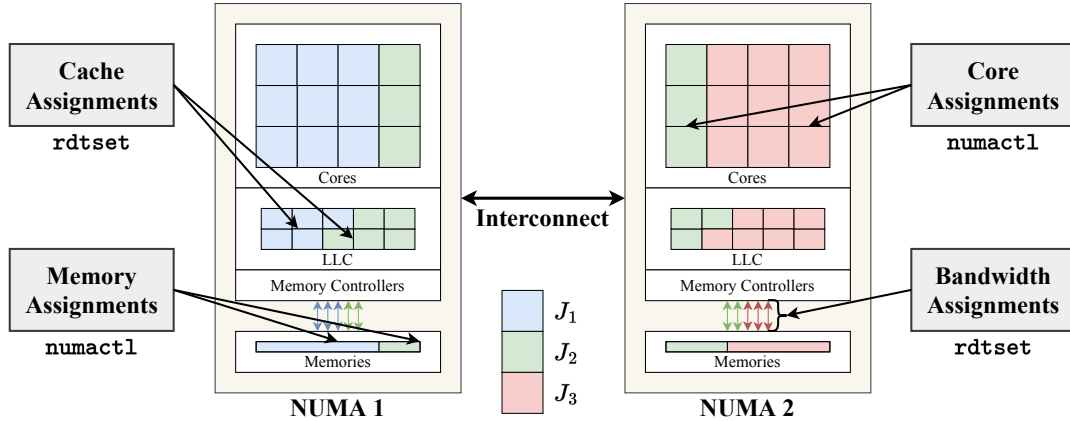 Cache
Assignments
rdtset
Memory
Assignments
numactl
Cores
LLC
Memory Controllers
Memories
NUMA 1
Interconnect
J1
J2
J3
Cores
LLC
Memory Controllers
Memories
NUMA 2
Core
Assignments
numactl
Bandwidth
Assignments
rdtset